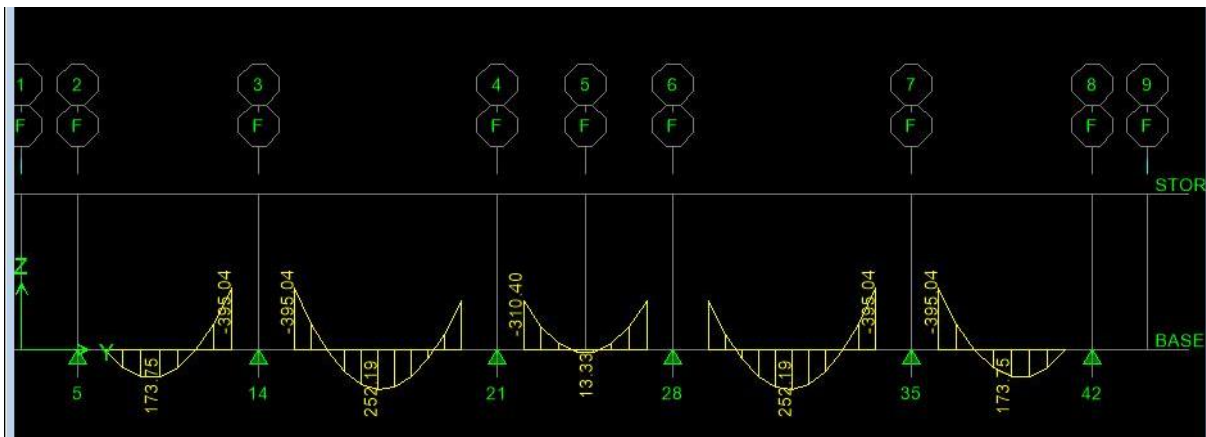 1 2 3 4 5 6 7 8 9
F F F F F F F F F
STOR
Z
-395.04 -395.04 -310.40 -395.04 -395.04
Y BASE
173.75 252.19 13.33 252.19 173.75
5 14 21 28 35 42